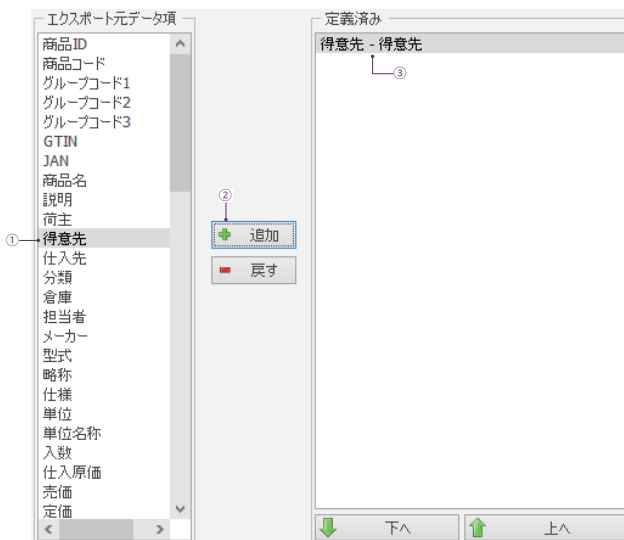 エクスポート元データ項
商品ID
商品コード
グループコード1
グループコード2
グループコード3
GTIN
JAN
商品名
説明
荷主
① 得意先
仕入先
分類
倉庫
担当者
メーカー
型式
略称
仕様
単位
単位名称
入数
仕入原価
売価
定価
②
追加
戻す
定義済み
得意先 - 得意先
③
下へ
上へ